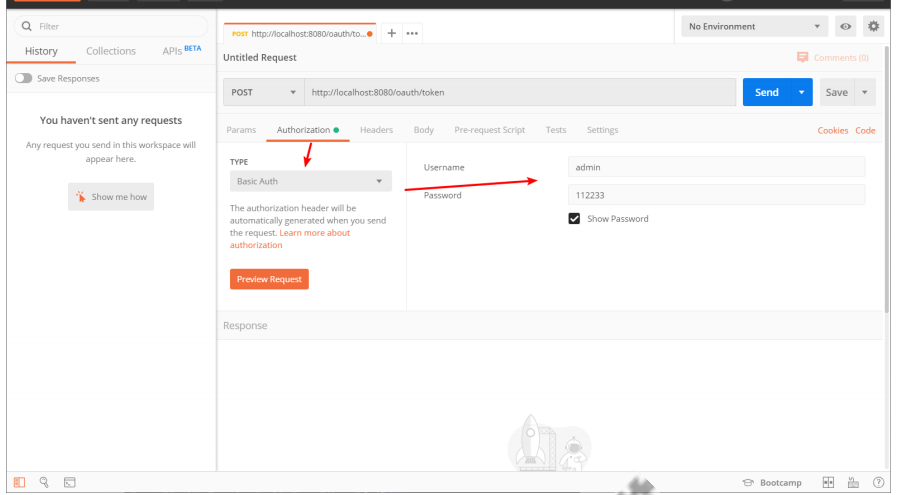 POST http://localhost:8080/oauth/to...
No Environment
Filter
History Collections APIs BETA
Save Responses
You haven't sent any requests
Any request you send in this workspace will
appear here.
Show me how
Untitled Request
Comments (0)
POST http://localhost:8080/oauth/token Send Save
Params Authorization Headers Body Pre-request Script Tests Settings Cookies Code
TYPE
Basic Auth
The authorization header will be
automatically generated when you send
the request. Learn more about
authorization
Preview Request
Username admin
Password 112233
Show Password
Response
Bootcamp